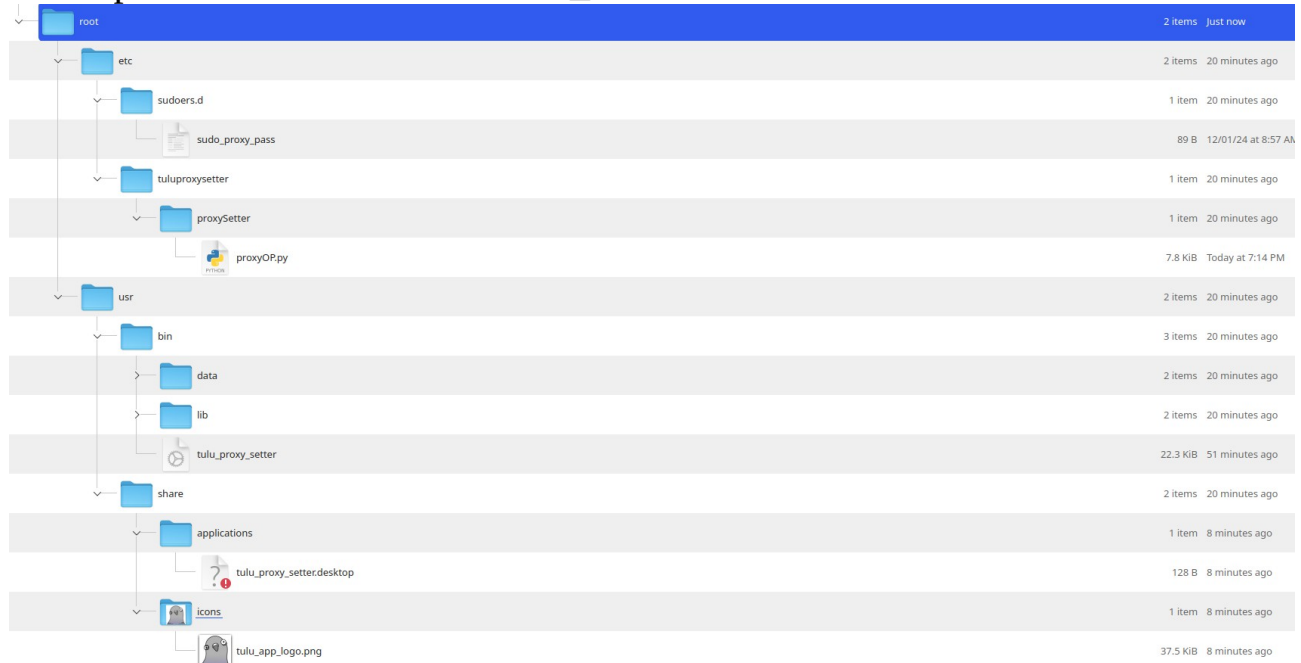 root 2 items Just now
etc 2 items 20 minutes ago
sudoers.d 1 item 20 minutes ago
sudo_proxy_pass 89 B 12/01/24 at 8:57 AM
tuluproxysetter 1 item 20 minutes ago
proxySetter 1 item 20 minutes ago
PYTHON proxyOP.py 7.8 KiB Today at 7:14 PM
usr 2 items 20 minutes ago
bin 3 items 20 minutes ago
data 2 items 20 minutes ago
lib 2 items 20 minutes ago
tulu_proxy_setter 22.3 KiB 51 minutes ago
share 2 items 20 minutes ago
applications 1 item 8 minutes ago
tulu_proxy_setter.desktop 128 B 8 minutes ago
icons 1 item 8 minutes ago
tulu_app_logo.png 37.5 KiB 8 minutes ago